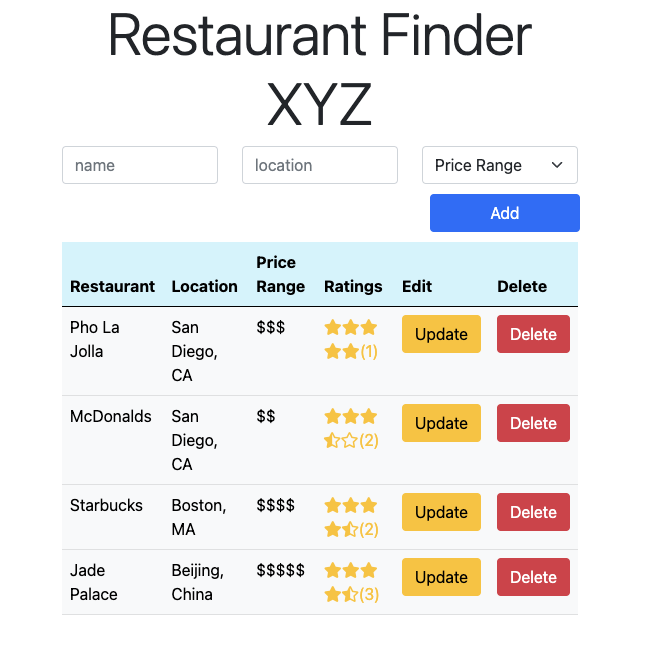 Restaurant Finder
XYZ
name
location
Price Range
Add
Restaurant Location Price Range Ratings Edit Delete
Pho La Jolla San Diego, CA $$$ (1) Update Delete
McDonalds San Diego, CA $$ (2) Update Delete
Starbucks Boston, MA $$$$ (2) Update Delete
Jade Palace Beijing, China $$$$$ (3) Update Delete